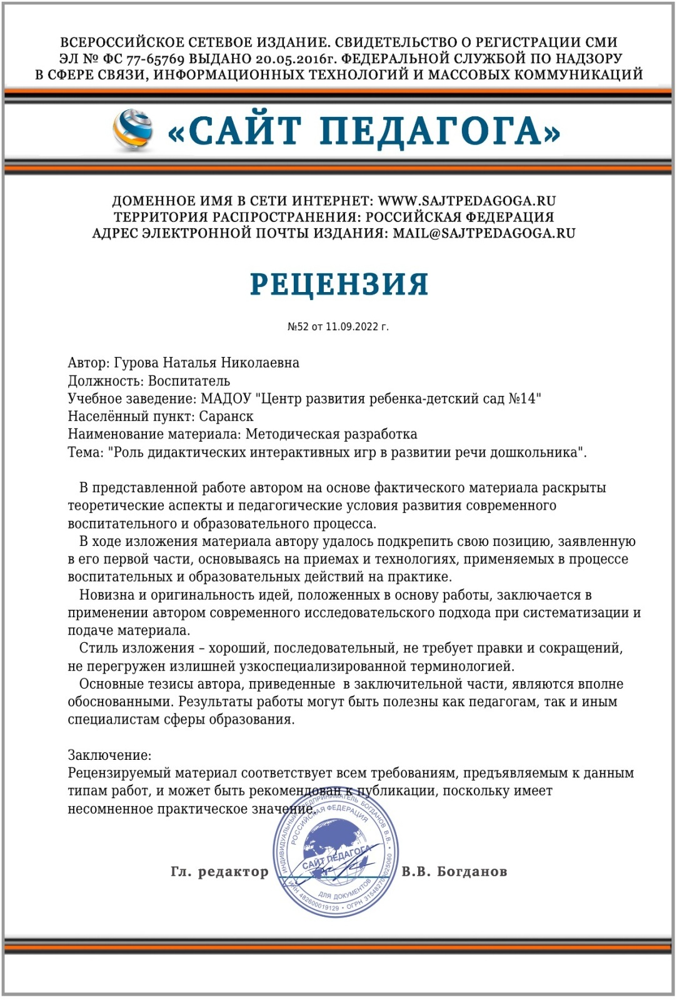 ВСЕРОССИЙСКОЕ СЕТЕВОЕ ИЗДАНИЕ. СВИДЕТЕЛЬСТВО О РЕГИСТРАЦИИ СМИ
ЭЛ № ФС 77-65769 ВЫДАНО 20.05.2016г. ФЕДЕРАЛЬНОЙ СЛУЖБОЙ ПО НАДЗОРУ
В СФЕРЕ СВЯЗИ, ИНФОРМАЦИОННЫХ ТЕХНОЛОГИЙ И МАССОВЫХ КОММУНИКАЦИЙ
«САЙТ ПЕДАГОГА»
ДОМЕННОЕ ИМЯ В СЕТИ ИНТЕРНЕТ: WWW.SAJTPEDAGOGA.RU
ТЕРРИТОРИЯ РАСПРОСТРАНЕНИЯ: РОССИЙСКАЯ ФЕДЕРАЦИЯ
АДРЕС ЭЛЕКТРОННОЙ ПОЧТЫ ИЗДАНИЯ: MAIL@SAJTPEDAGOGA.RU
РЕЦЕНЗИЯ
№52 от 11.09.2022 г.
Автор: Гурова Наталья Николаевна
Должность: Воспитатель
Учебное заведение: МАДОУ "Центр развития ребенка-детский сад №14"
Населённый пункт: Саранск
Наименование материала: Методическая разработка
Тема: "Роль дидактических интерактивных игр в развитии речи дошкольника".
В представленной работе автором на основе фактического материала раскрыты
теоретические аспекты и педагогические условия развития современного
воспитательного и образовательного процесса.
В ходе изложения материала автору удалось подкрепить свою позицию, заявленную
в его первой части, основываясь на приемах и технологиях, применяемых в процессе
воспитательных и образовательных действий на практике.
Новизна и оригинальность идей, положенных в основу работы, заключается в
применении автором современного исследовательского подхода при систематизации и
подаче материала.
Стиль изложения – хороший, последовательный, не требует правки и сокращений,
не перегружен излишней узкоспециализированной терминологией.
Основные тезисы автора, приведенные в заключительной части, являются вполне
обоснованными. Результаты работы могут быть полезны как педагогам, так и иным
специалистам сферы образования.
Заключение:
Рецензируемый материал соответствует всем требованиям, предъявляемым к данным
типам работ, и может быть рекомендован к публикации, поскольку имеет
несомненное практическое значение.
ИНДИВИДУАЛЬНЫЙ ПРЕДПРИНИМАТЕЛЬ БОГДАНОВ В.В. •
РОССИЙСКАЯ ФЕДЕРАЦИЯ
САЙТ ПЕДАГОГА
ДЛЯ ДОКУМЕНТОВ
ИНН 482600019129 • ОГРН 315482700025060
Гл. редактор В.В. Богданов